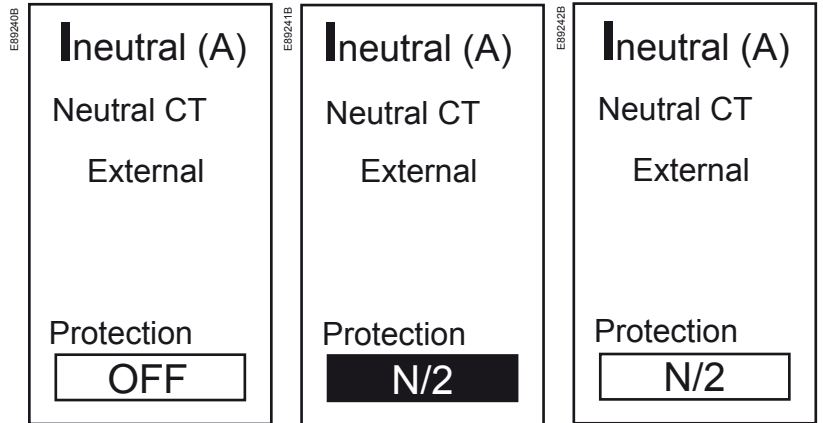 E89240B
Ineutral (A)
Neutral CT
External
Protection
OFF
E89241B
Ineutral (A)
Neutral CT
External
Protection
N/2
E89242B
Ineutral (A)
Neutral CT
External
Protection
N/2